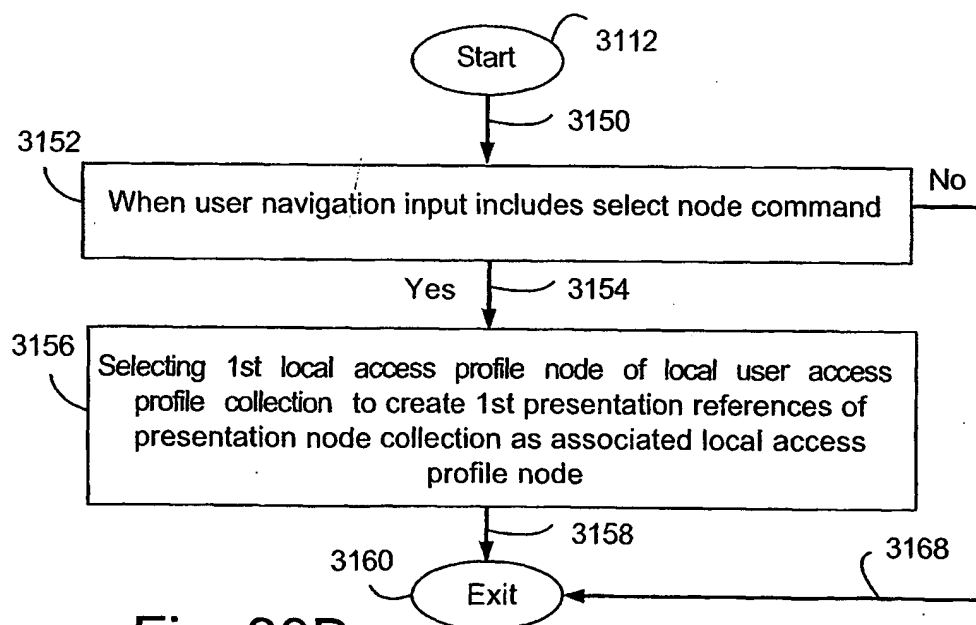 Start
3112
3150
3152
When user navigation input includes select node command
No
Yes
3154
3156
Selecting 1st local access profile node of local user access
profile collection to create 1st presentation references of
presentation node collection as associated local access
profile node
3158
3168
3160
Exit